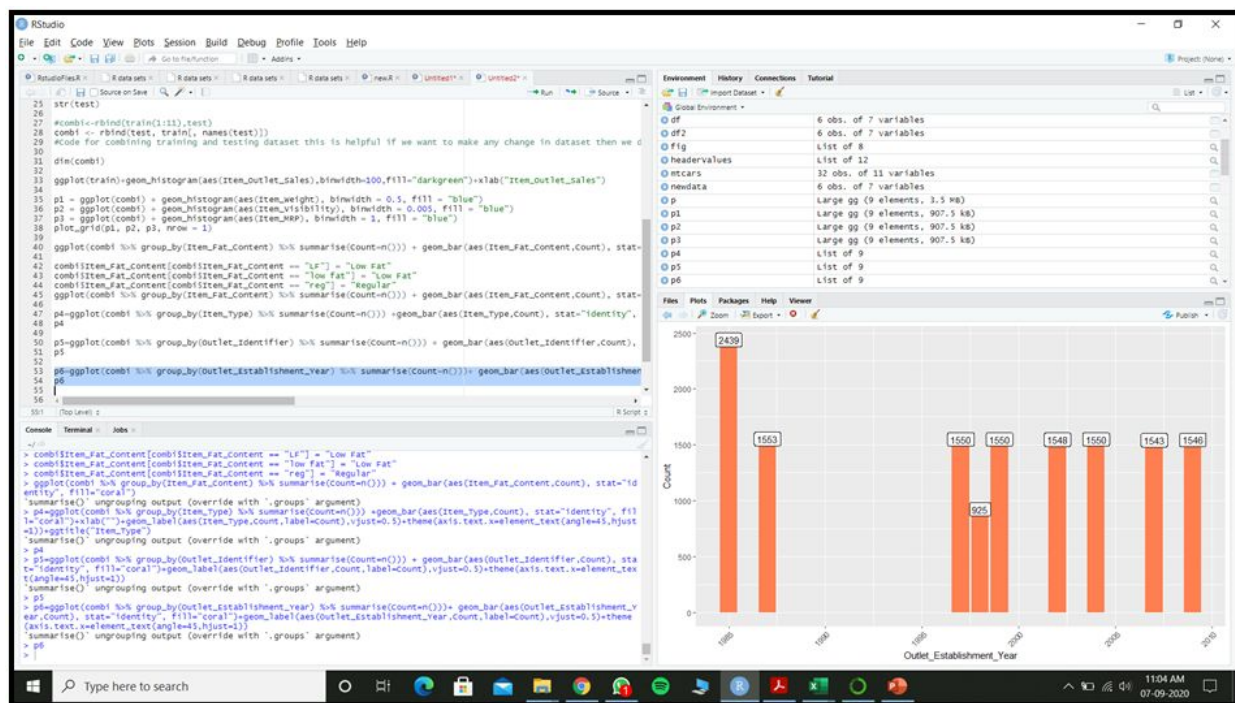 RStudio
File Edit Code View Plots Session Build Debug Profile Tools Help
Go to file/function Addins Project: (None)
RstudioFiles.R R data sets R data sets R data sets R data sets new.R Untitled1* Untitled2*
Source on Save Run Source
25 str(test)
26
27 #combi<-rbind(train(1:11),test)
28 combi <- rbind(test, train[, names(test)])
29 #Code for combining training and testing dataset this is helpful if we want to make any change in dataset then we d
30
31 dim(combi)
32
33 ggplot(train)+geom_histogram(aes(Item_Outlet_Sales),binwidth=100,fill="darkgreen")+xlab("Item_Outlet_Sales")
34
35 p1 = ggplot(combi) + geom_histogram(aes(Item_Weight), binwidth = 0.5, fill = "blue")
36 p2 = ggplot(combi) + geom_histogram(aes(Item_Visibility), binwidth = 0.005, fill = "blue")
37 p3 = ggplot(combi) + geom_histogram(aes(Item_MRP), binwidth = 1, fill = "blue")
38 plot_grid(p1, p2, p3, nrow = 1)
39
40 ggplot(combi %>% group_by(Item_Fat_Content) %>% summarise(Count=n())) + geom_bar(aes(Item_Fat_Content,Count), stat=
41
42 combi$Item_Fat_Content[combi$Item_Fat_Content == "LF"] = "Low Fat"
43 combi$Item_Fat_Content[combi$Item_Fat_Content == "low fat"] = "Low Fat"
44 combi$Item_Fat_Content[combi$Item_Fat_Content == "reg"] = "Regular"
45 ggplot(combi %>% group_by(Item_Fat_Content) %>% summarise(Count=n())) + geom_bar(aes(Item_Fat_Content,Count), stat=
46
47 p4=ggplot(combi %>% group_by(Item_Type) %>% summarise(Count=n())) +geom_bar(aes(Item_Type,Count), stat="identity",
48 p4
49
50 p5=ggplot(combi %>% group_by(Outlet_Identifier) %>% summarise(Count=n())) + geom_bar(aes(Outlet_Identifier,Count),
51 p5
52
53 p6=ggplot(combi %>% group_by(Outlet_Establishment_Year) %>% summarise(Count=n()))+ geom_bar(aes(Outlet_Establishmen
54 p6
55
56
55:1 (Top Level) R Script
Console Terminal Jobs
~/
> combi$Item_Fat_Content[combi$Item_Fat_Content == "LF"] = "Low Fat"
> combi$Item_Fat_Content[combi$Item_Fat_Content == "low fat"] = "Low Fat"
> combi$Item_Fat_Content[combi$Item_Fat_Content == "reg"] = "Regular"
> ggplot(combi %>% group_by(Item_Fat_Content) %>% summarise(Count=n())) + geom_bar(aes(Item_Fat_Content,Count), stat="id
entity", fill="coral")
`summarise()` ungrouping output (override with `.groups` argument)
> p4=ggplot(combi %>% group_by(Item_Type) %>% summarise(Count=n())) +geom_bar(aes(Item_Type,Count), stat="identity", fil
l="coral")+xlab("")+geom_label(aes(Item_Type,Count,label=Count),vjust=0.5)+theme(axis.text.x=element_text(angle=45,hjust
=1))+ggtitle("Item_Type")
`summarise()` ungrouping output (override with `.groups` argument)
> p4
> p5=ggplot(combi %>% group_by(Outlet_Identifier) %>% summarise(Count=n())) + geom_bar(aes(Outlet_Identifier,Count), sta
t="identity", fill="coral")+geom_label(aes(Outlet_Identifier,Count,label=Count),vjust=0.5)+theme(axis.text.x=element_tex
t(angle=45,hjust=1))
`summarise()` ungrouping output (override with `.groups` argument)
> p5
> p6=ggplot(combi %>% group_by(Outlet_Establishment_Year) %>% summarise(Count=n()))+ geom_bar(aes(Outlet_Establishment_Y
ear,Count), stat="identity", fill="coral")+geom_label(aes(Outlet_Establishment_Year,Count,label=Count),vjust=0.5)+theme
(axis.text.x=element_text(angle=45,hjust=1))
`summarise()` ungrouping output (override with `.groups` argument)
> p6
>
Environment History Connections Tutorial
Import Dataset List
Global Environment
df 6 obs. of 7 variables
df2 6 obs. of 7 variables
fig List of 8
headervalues List of 12
mtcars 32 obs. of 11 variables
newdata 6 obs. of 7 variables
p Large gg (9 elements, 3.5 MB)
p1 Large gg (9 elements, 907.5 kB)
p2 Large gg (9 elements, 907.5 kB)
p3 Large gg (9 elements, 907.5 kB)
p4 List of 9
p5 List of 9
p6 List of 9
Files Plots Packages Help Viewer
Zoom Export Publish
2500
2000
1500
1000
500
0
Count
2439
1553
1550
925
1550
1548
1550
1543
1546
1985 1990 1995 2000 2005 2010
Outlet_Establishment_Year
Type here to search
1
11:04 AM
07-09-2020